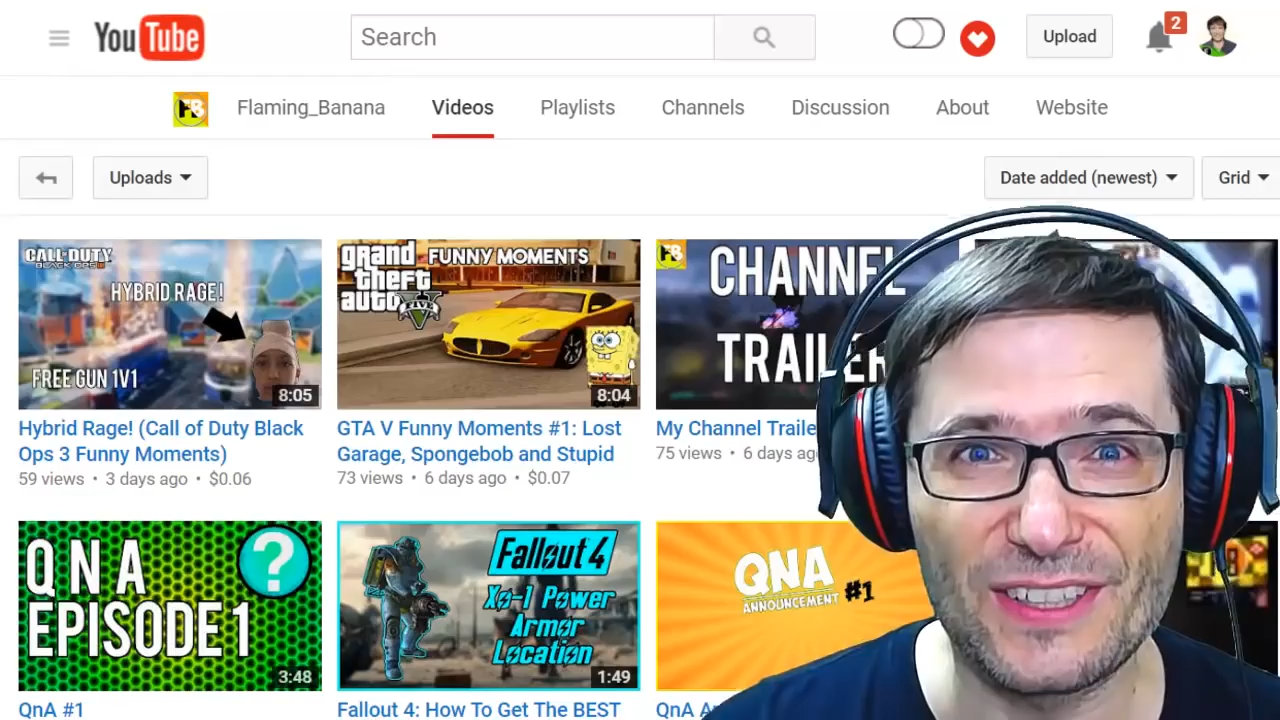 YouTube
Search
Upload
2
FB
Flaming_Banana
Videos
Playlists
Channels
Discussion
About
Website
Uploads
Date added (newest)
Grid
CALL OF DUTY
BLACK OPS III
HYBRID RAGE!
FREE GUN 1V1
8:05
Hybrid Rage! (Call of Duty Black
Ops 3 Funny Moments)
59 views • 3 days ago • $0.06
grand
theft
auto
V
FIVE
FUNNY MOMENTS
8:04
GTA V Funny Moments #1: Lost
Garage, Spongebob and Stupid
73 views • 6 days ago • $0.07
FB
CHANNEL
TRAILER
My Channel Traile
75 views • 6 days ago
QNA
EPISODE 1
?
3:48
QnA #1
Fallout 4
Xo-1 Power
Armor
Location
1:49
Fallout 4: How To Get The BEST
QNA
ANNOUNCEMENT #1
QnA A